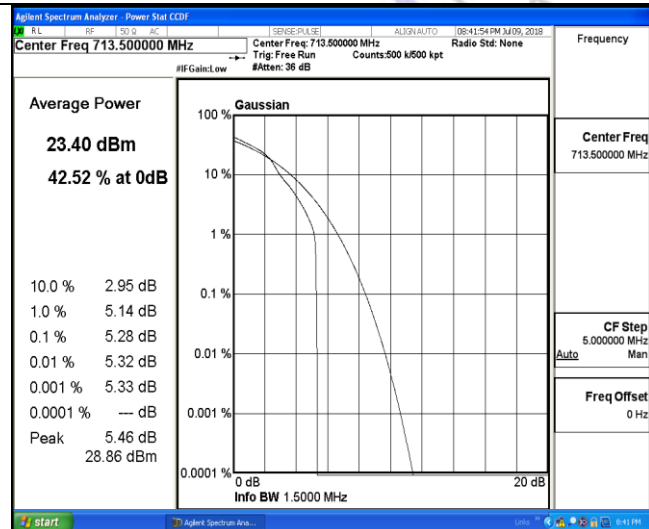 Agilent Spectrum Analyzer - Power Stat CCDF
RL RF 50 Ω AC SENSE:PULSE ALIGN AUTO 08:41:54 PM Jul 09, 2018
Center Freq 713.500000 MHz
Center Freq: 713.500000 MHz Radio Std: None
Trig: Free Run Counts:500 k/500 kpt
#IFGain:Low #Atten: 36 dB
Frequency
Average Power
23.40 dBm
42.52 % at 0dB
10.0 % 2.95 dB
1.0 % 5.14 dB
0.1 % 5.28 dB
0.01 % 5.32 dB
0.001 % 5.33 dB
0.0001 % --- dB
Peak 5.46 dB
28.86 dBm
Gaussian
100 %
10 %
1 %
0.1 %
0.01 %
0.001 %
0.0001 %
0 dB 20 dB
Info BW 1.5000 MHz
Center Freq
713.500000 MHz
CF Step
5.000000 MHz
Auto Man
Freq Offset
0 Hz
start Agilent Spectrum Ana... Links 8:41 PM